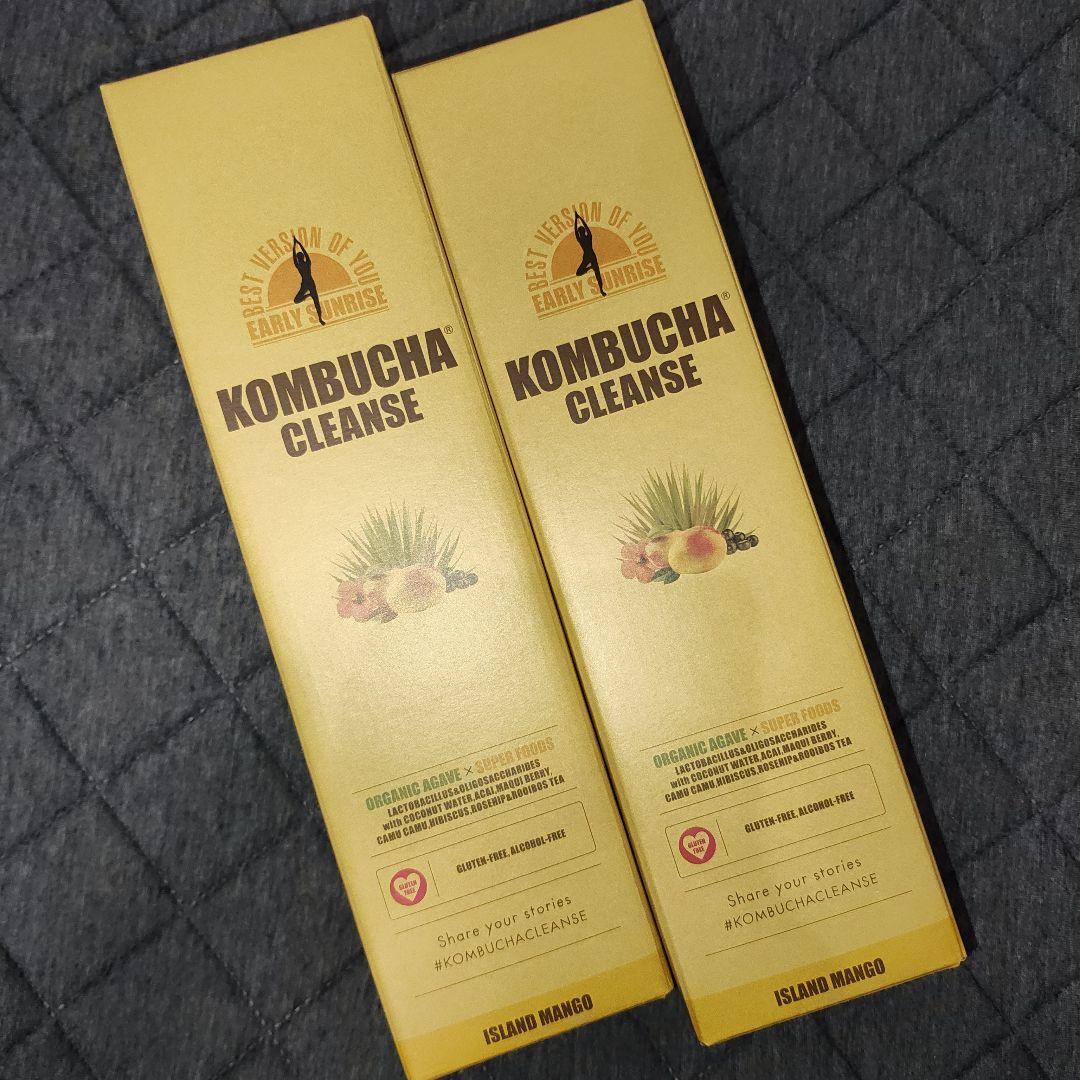 BEST VERSION OF YOU
EARLY SUNRISE
KOMBUCHA®
CLEANSE
ORGANIC AGAVE × SUPER FOODS
LACTOBACILLUS&OLIGOSACCHARIDES
with COCONUT WATER,ACAI,MAQUI BERRY,
CAMU CAMU,HIBISCUS,ROSEHIP&ROOIBOS TEA
GLUTEN
FREE
GLUTEN-FREE, ALCOHOL-FREE
Share your stories
#KOMBUCHACLEANSE
ISLAND MANGO
BEST VERSION OF YOU
EARLY SUNRISE
KOMBUCHA®
CLEANSE
ORGANIC AGAVE × SUPER FOODS
LACTOBACILLUS&OLIGOSACCHARIDES
with COCONUT WATER,ACAI,MAQUI BERRY,
CAMU CAMU,HIBISCUS,ROSEHIP&ROOIBOS TEA
GLUTEN
FREE
GLUTEN-FREE, ALCOHOL-FREE
Share your stories
#KOMBUCHACLEANSE
ISLAND MANGO